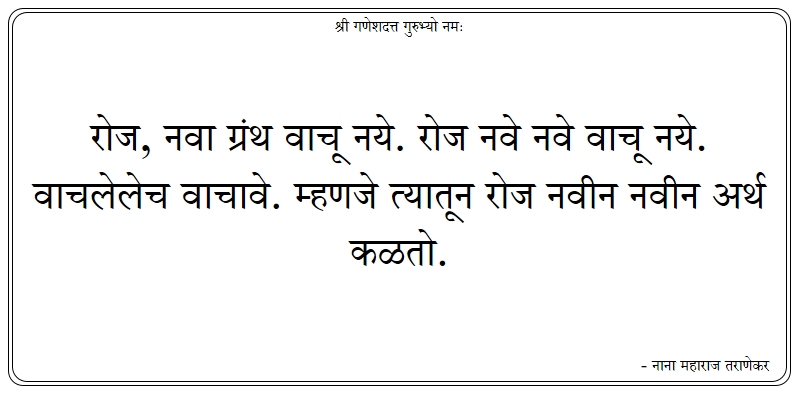 श्री गणेशदत्त गुरुभ्यो नमः
रोज, नवा ग्रंथ वाचू नये. रोज नवे नवे वाचू नये.
वाचलेलेच वाचावे. म्हणजे त्यातून रोज नवीन नवीन अर्थ
कळतो.
- नाना महाराज तराणेकर